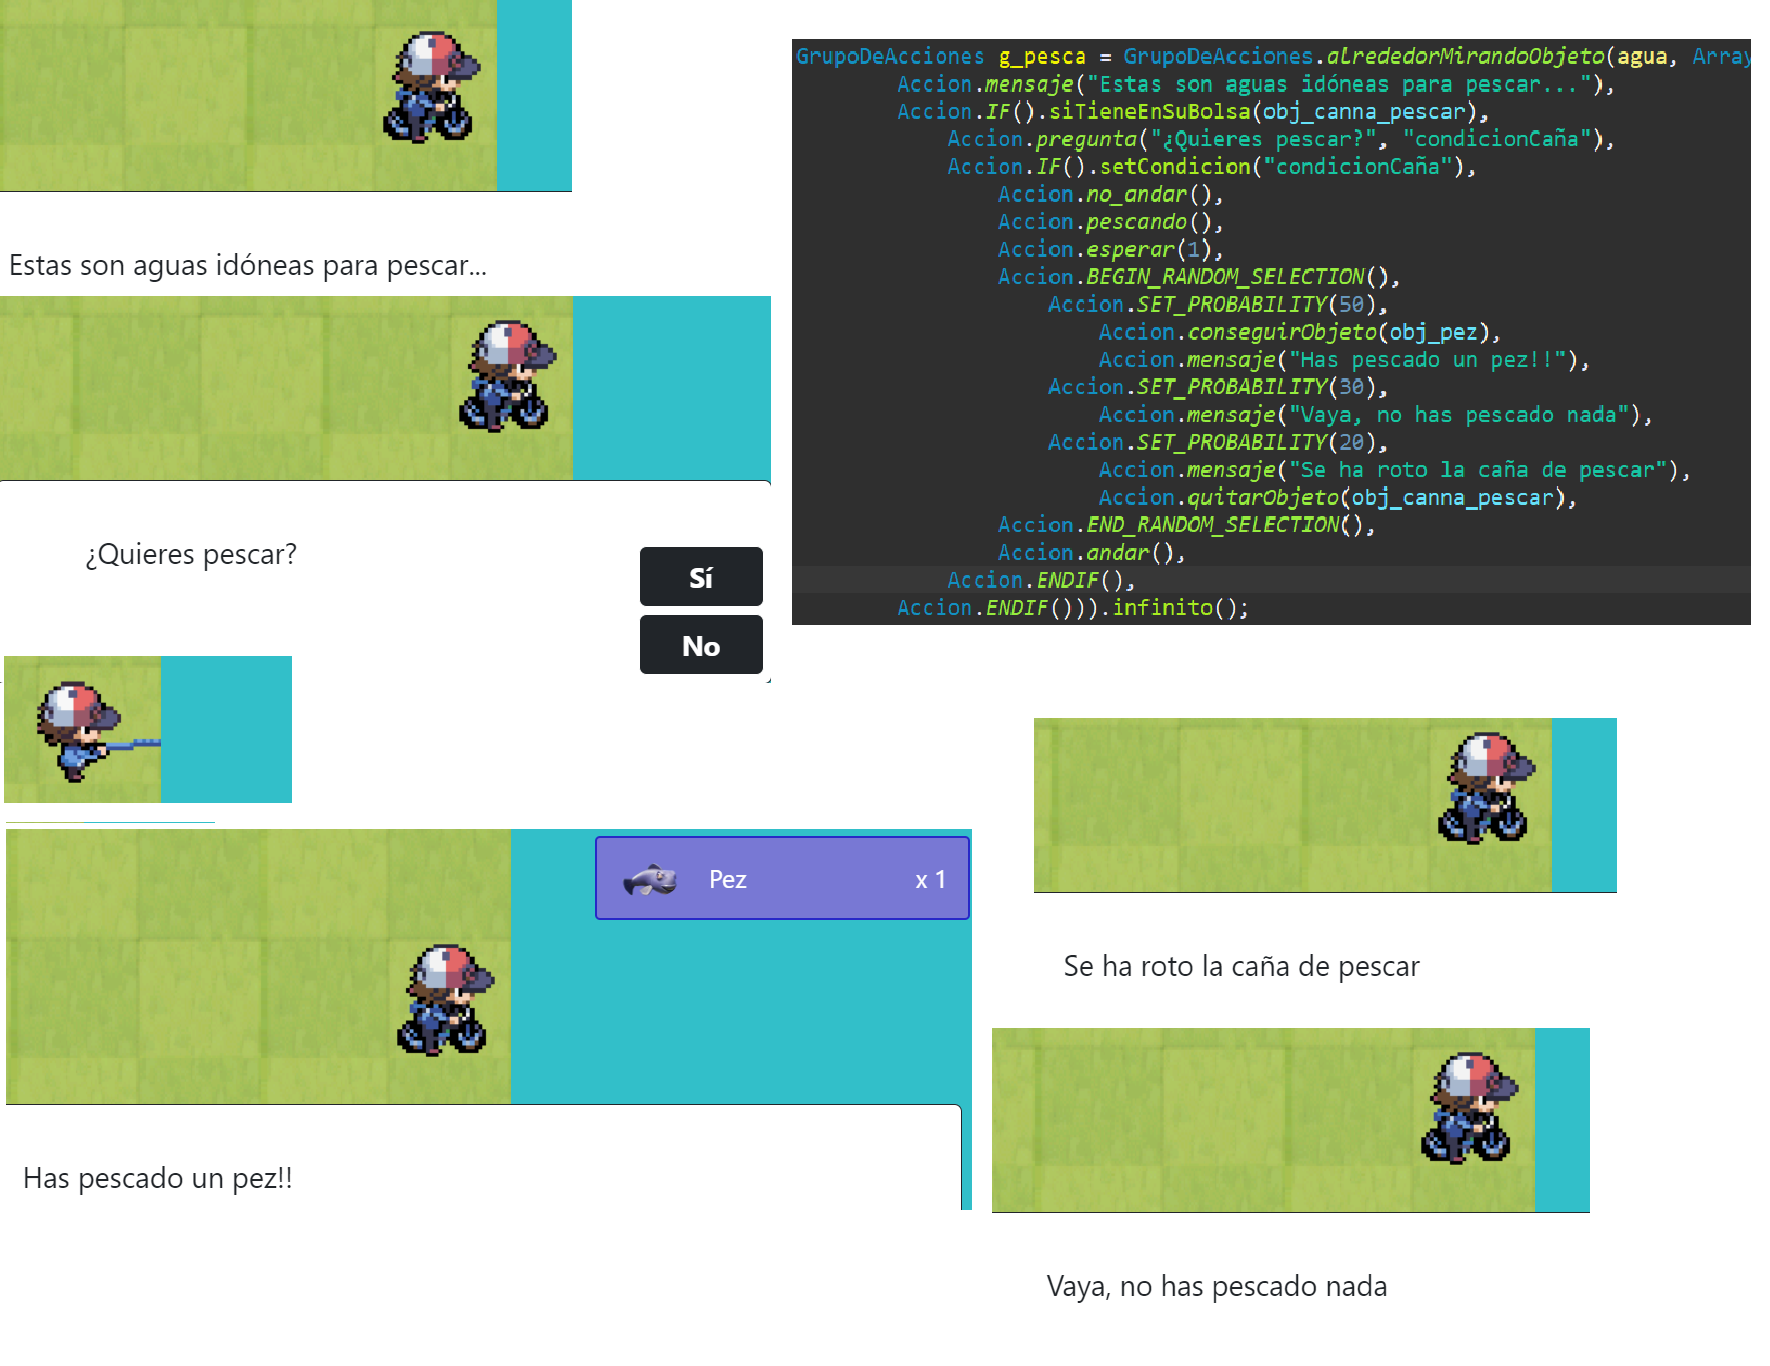 Estas son aguas idóneas para pescar...
¿Quieres pescar?
Sí
No
Pez x 1
Has pescado un pez!!
GrupoDeAcciones g_pesca = GrupoDeAcciones.alrededorMirandoObjeto(agua, Array
Accion.mensaje("Estas son aguas idóneas para pescar..."),
Accion.IF().siTieneEnSuBolsa(obj_canna_pescar),
Accion.pregunta("¿Quieres pescar?", "condicionCaña"),
Accion.IF().setCondicion("condicionCaña"),
Accion.no_andar(),
Accion.pescando(),
Accion.esperar(1),
Accion.BEGIN_RANDOM_SELECTION(),
Accion.SET_PROBABILITY(50),
Accion.conseguirObjeto(obj_pez),
Accion.mensaje("Has pescado un pez!!"),
Accion.SET_PROBABILITY(30),
Accion.mensaje("Vaya, no has pescado nada"),
Accion.SET_PROBABILITY(20),
Accion.mensaje("Se ha roto la caña de pescar"),
Accion.quitarObjeto(obj_canna_pescar),
Accion.END_RANDOM_SELECTION(),
Accion.andar(),
Accion.ENDIF(),
Accion.ENDIF())).infinito();
Se ha roto la caña de pescar
Vaya, no has pescado nada